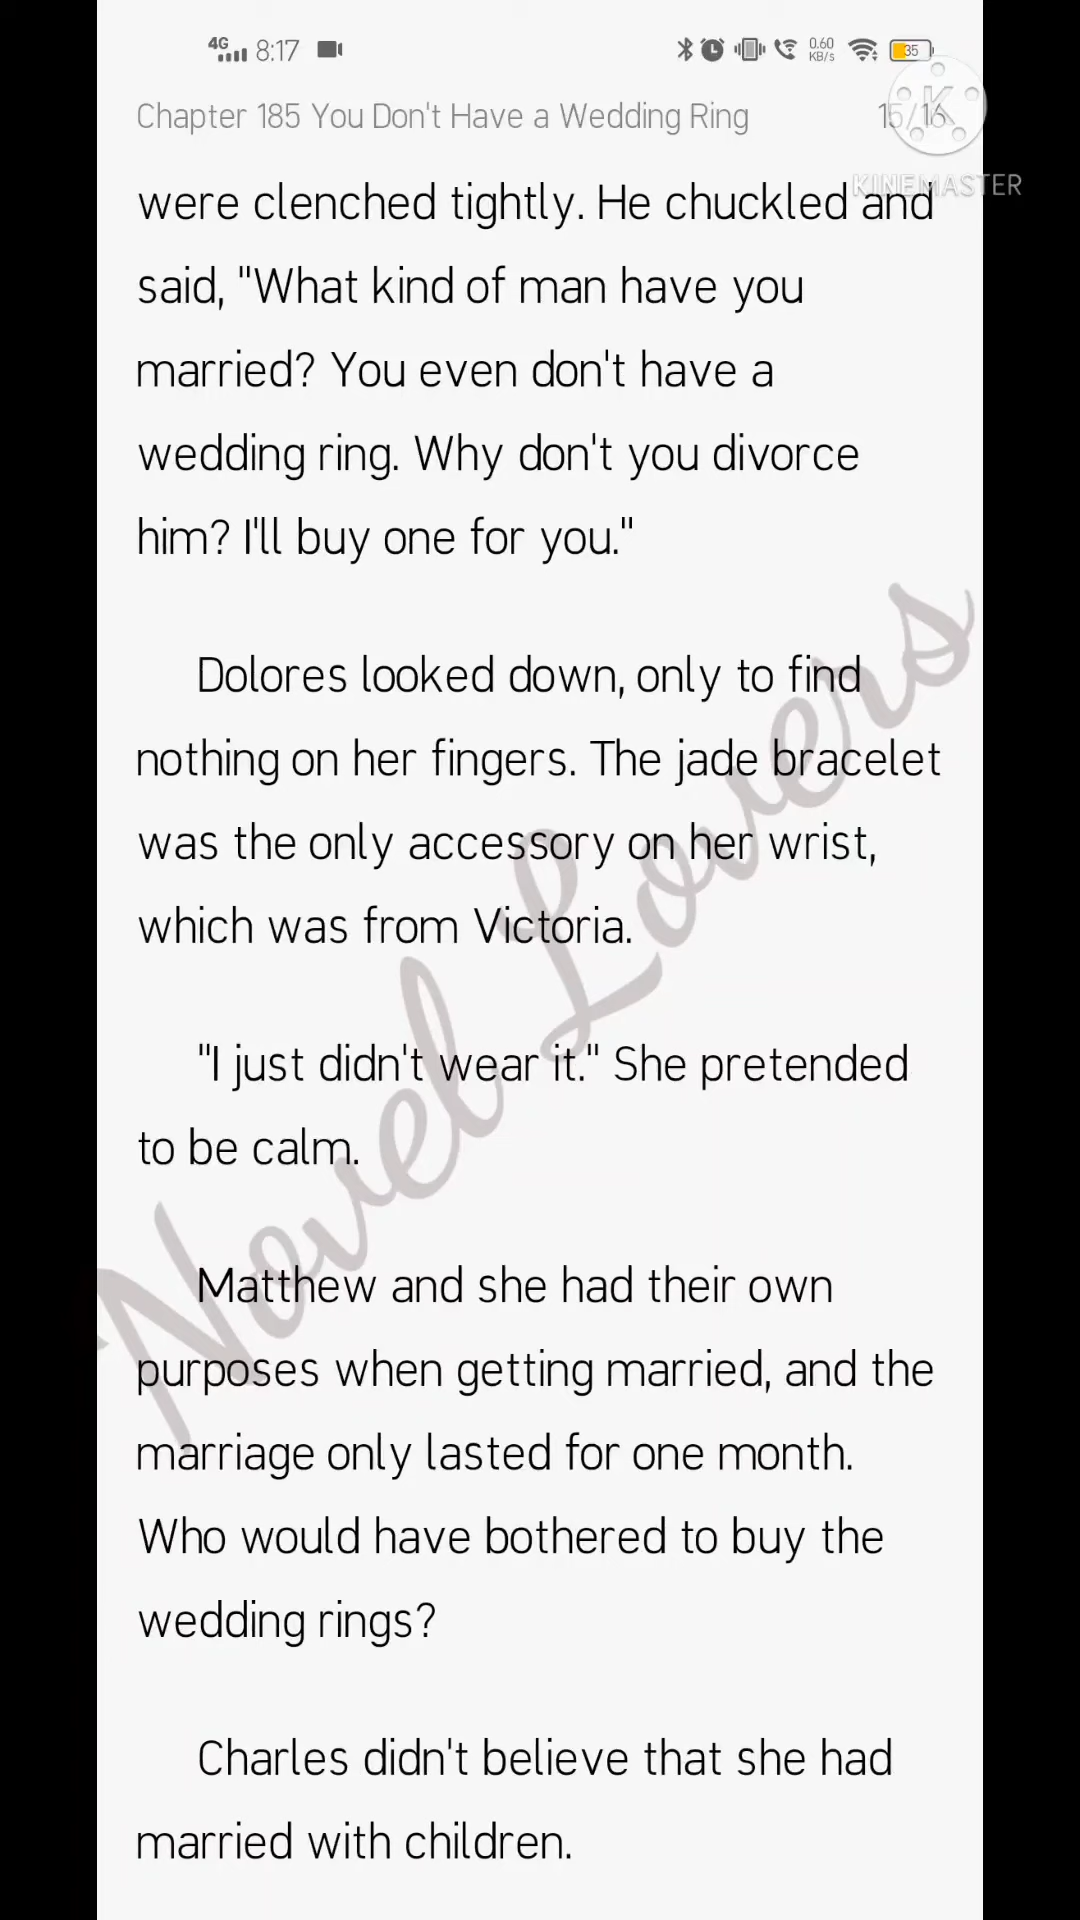 4G 8:17 0.60 KB/s 35
Chapter 185 You Don't Have a Wedding Ring 15/16
KINEMASTER
were clenched tightly. He chuckled and
said, "What kind of man have you
married? You even don't have a
wedding ring. Why don't you divorce
him? I'll buy one for you."
Dolores looked down, only to find
nothing on her fingers. The jade bracelet
was the only accessory on her wrist,
which was from Victoria.
"I just didn't wear it." She pretended
to be calm.
Matthew and she had their own
purposes when getting married, and the
marriage only lasted for one month.
Who would have bothered to buy the
wedding rings?
Charles didn't believe that she had
married with children.
Novel Lovers